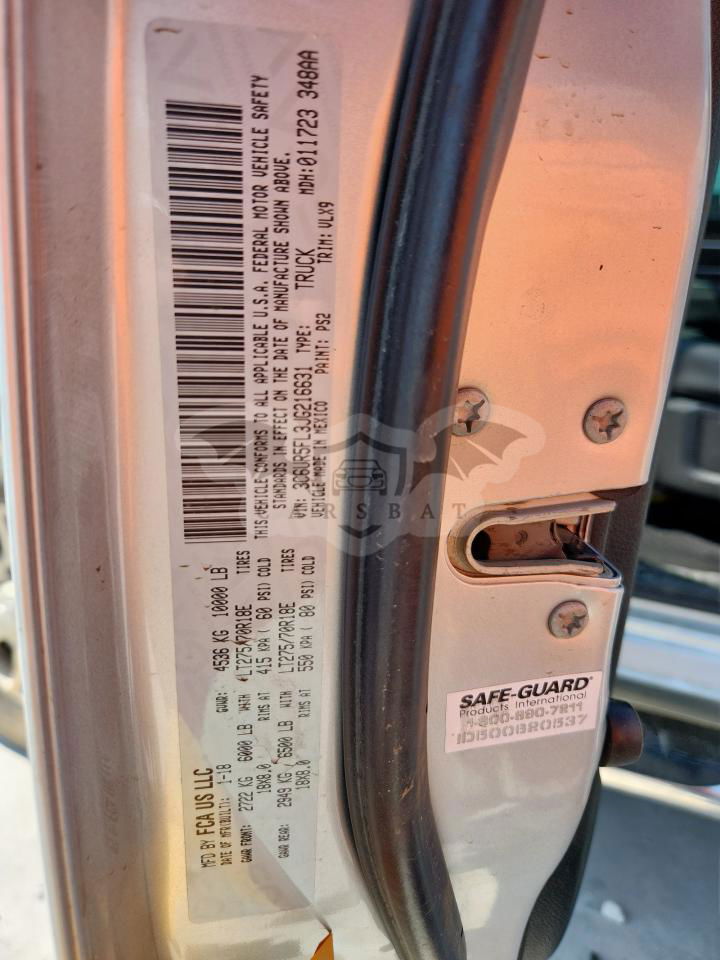 MFD BY FCA US LLC
DATE OF MFR(BUILT): 1-18 GVWR: 4536 KG 10000 LB
GAWR FRONT: 2722 KG 6000 LB WITH LT275/70R18E TIRES
18X8.0 RIMS AT 415 KPA( 60 PSI) COLD
GAWR REAR: 2949 KG 6500 LB WITH LT275/70R18E TIRES
18X8.0 RIMS AT 550 KPA( 80 PSI) COLD
THIS VEHICLE CONFORMS TO ALL APPLICABLE U.S.A. FEDERAL MOTOR VEHICLE SAFETY
STANDARDS IN EFFECT ON THE DATE OF MANUFACTURE SHOWN ABOVE.
VIN: 3C6UR5FL3JG216631 TYPE: TRUCK MDH:011723 348AA
VEHICLE MADE IN MEXICO PAINT: PS2 TRIM: VLX9
SAFE-GUARD®
Products International
1-800-890-7211